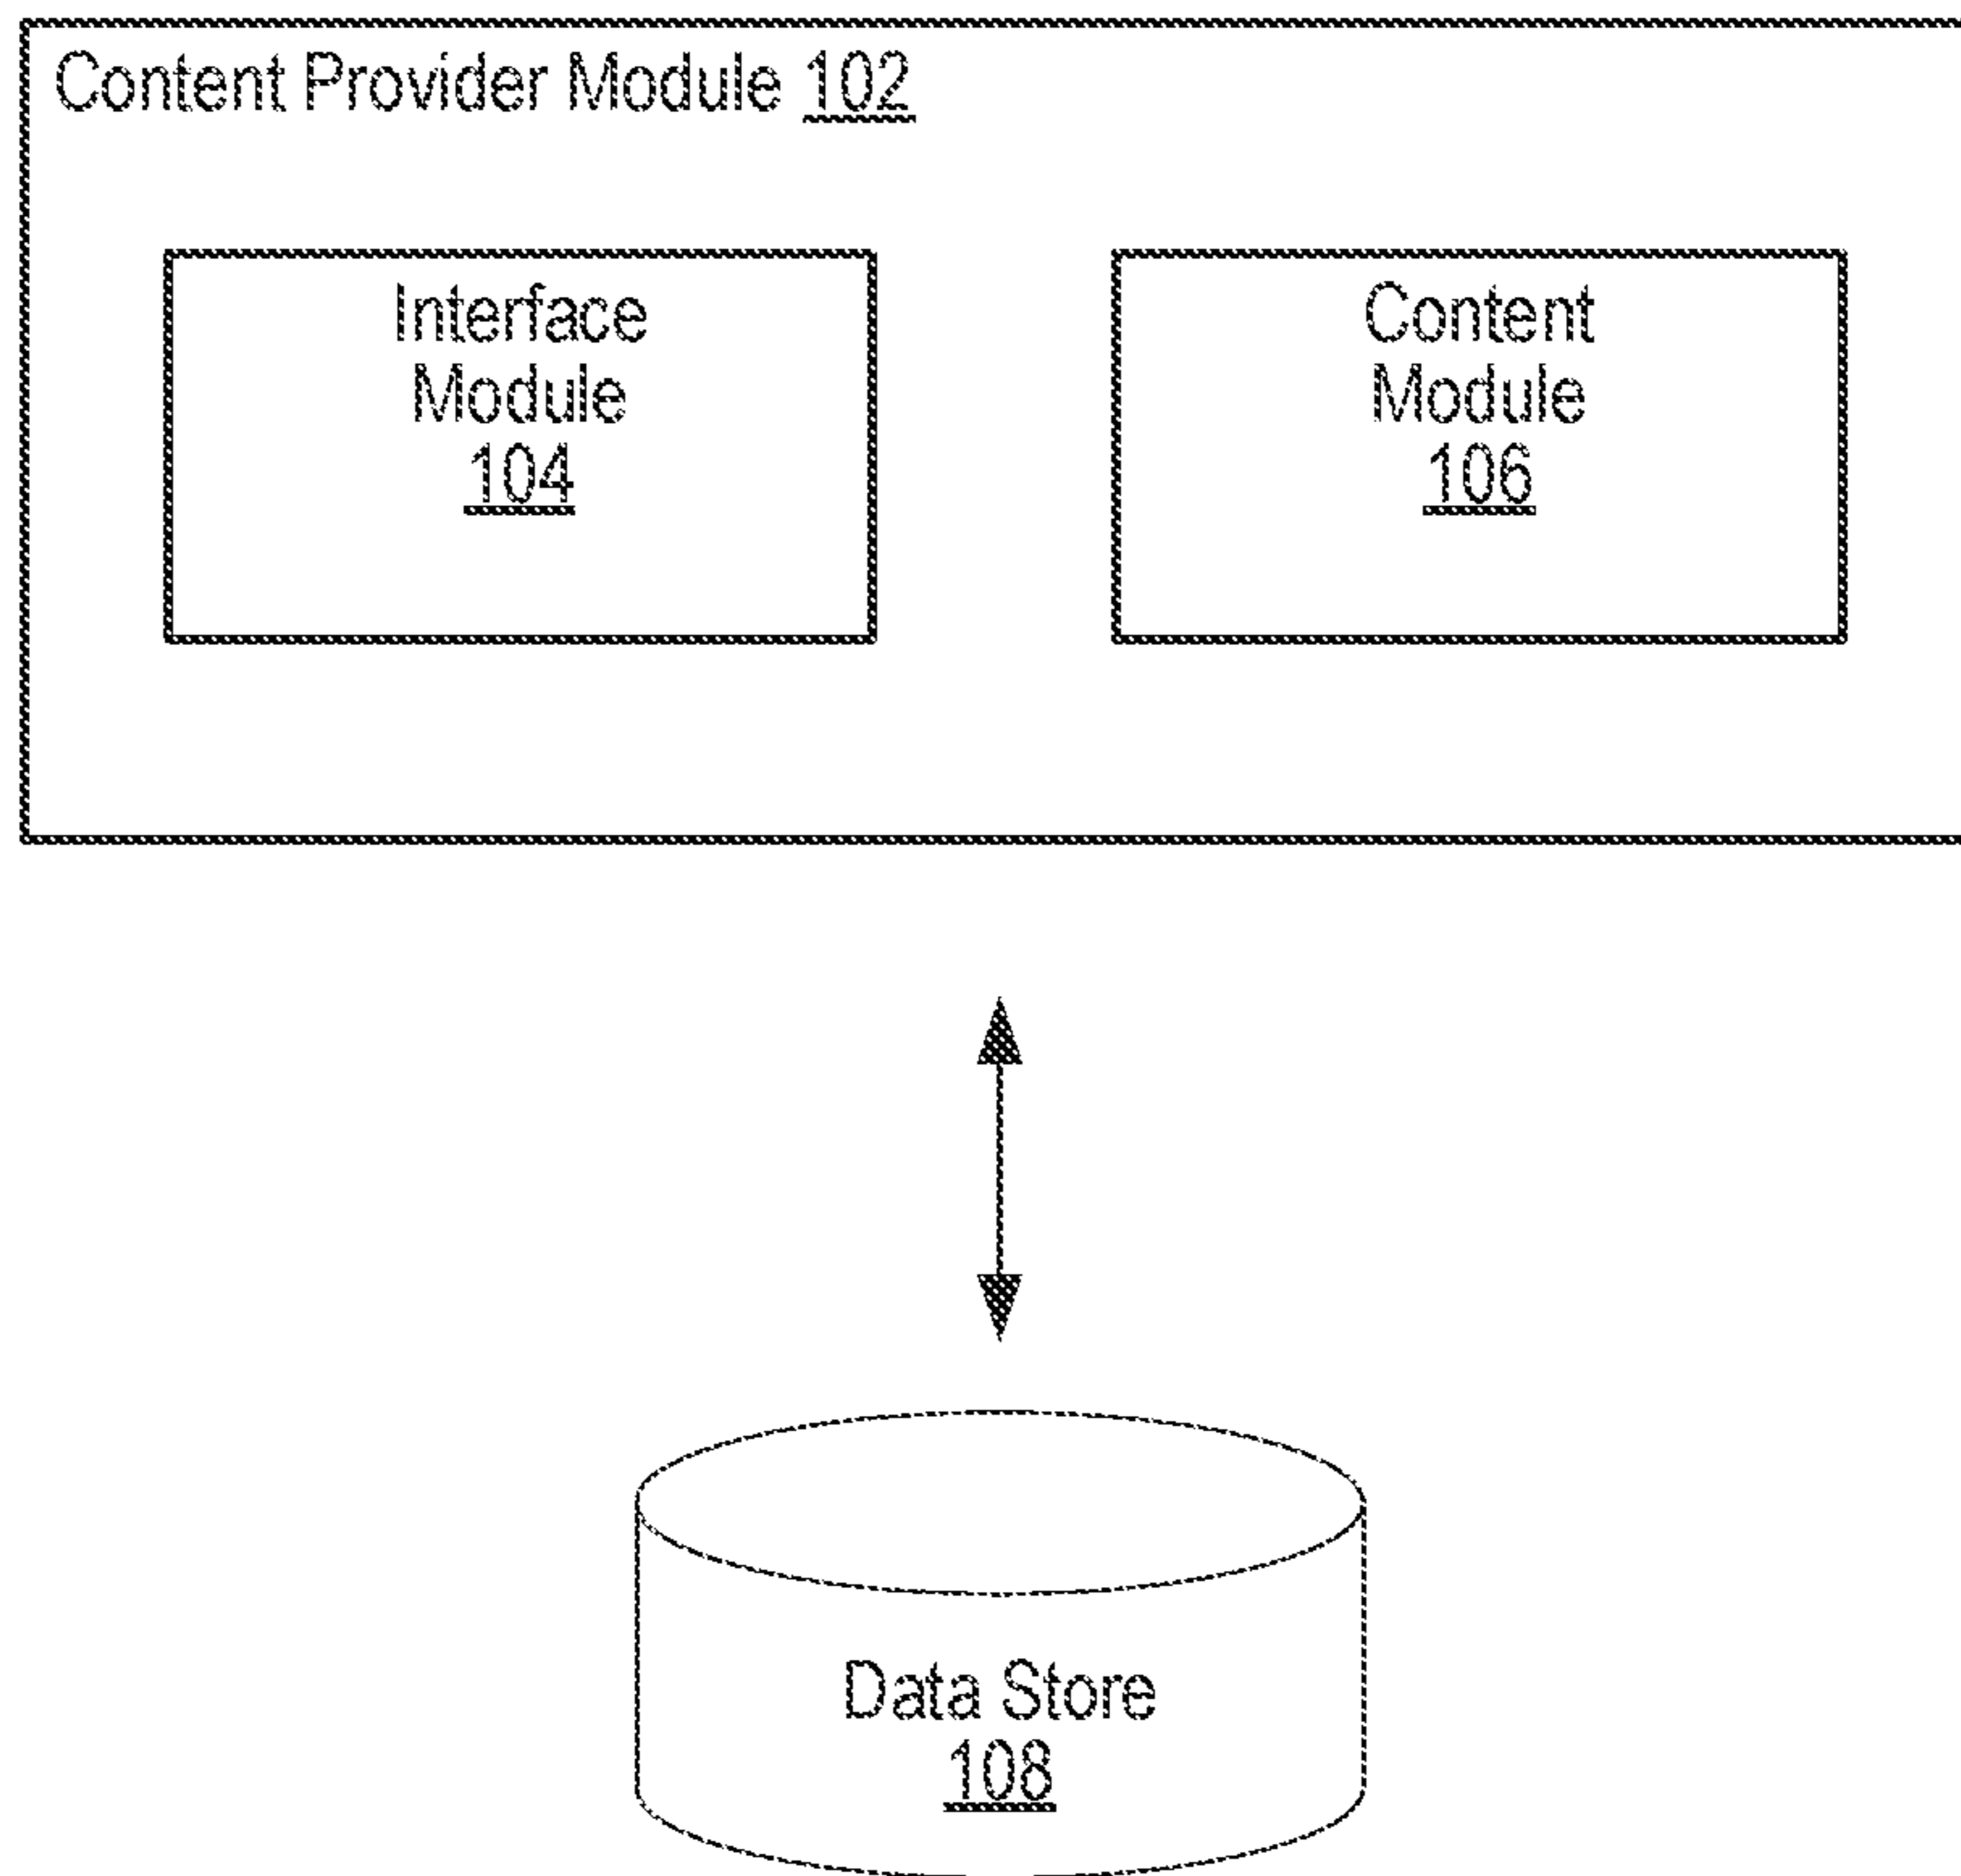 Content Provider Module 102
Interface
Module
104
Content
Module
106
Data Store
108